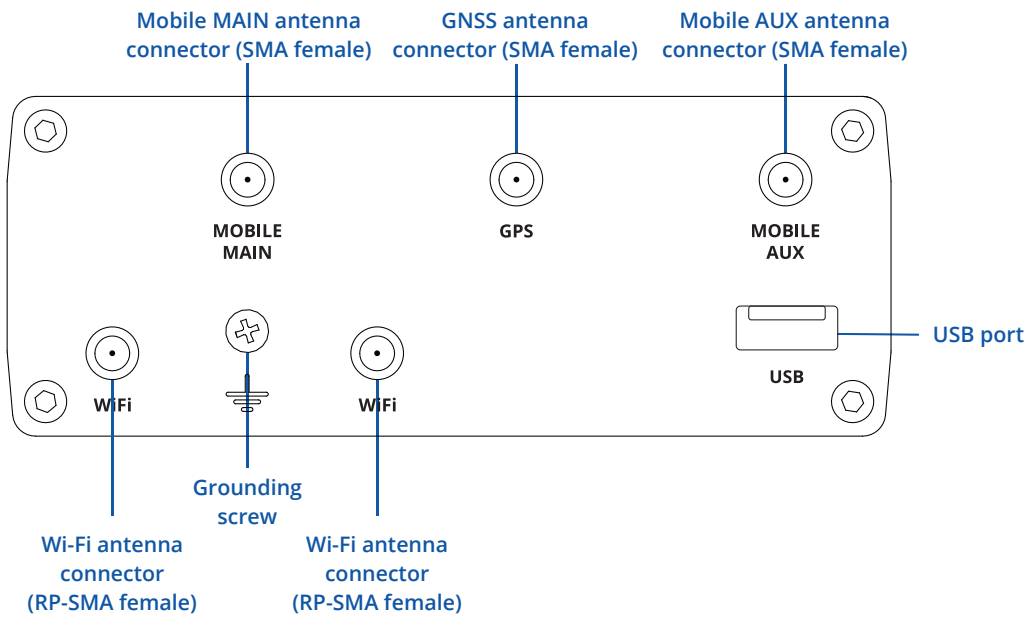 Mobile MAIN antenna
connector (SMA female)
GNSS antenna
connector (SMA female)
Mobile AUX antenna
connector (SMA female)
MOBILE
MAIN
GPS
MOBILE
AUX
USB port
USB
WiFi
WiFi
Grounding
screw
Wi-Fi antenna
connector
(RP-SMA female)
Wi-Fi antenna
connector
(RP-SMA female)